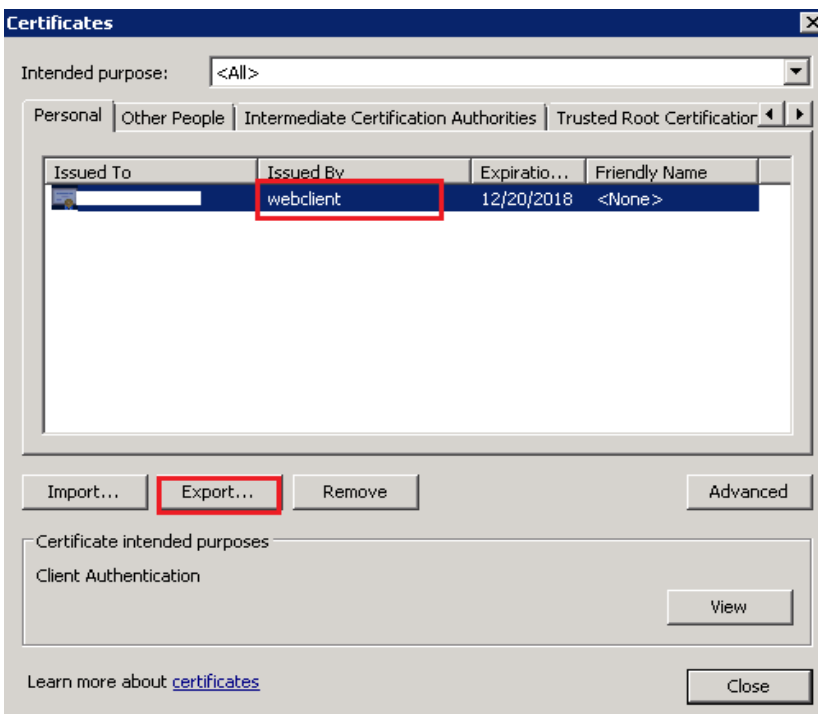 Certificates
Intended purpose: <All>
Personal Other People Intermediate Certification Authorities Trusted Root Certification
Issued To Issued By Expiratio... Friendly Name
webclient 12/20/2018 <None>
Import... Export... Remove Advanced
Certificate intended purposes
Client Authentication
View
Learn more about certificates
Close